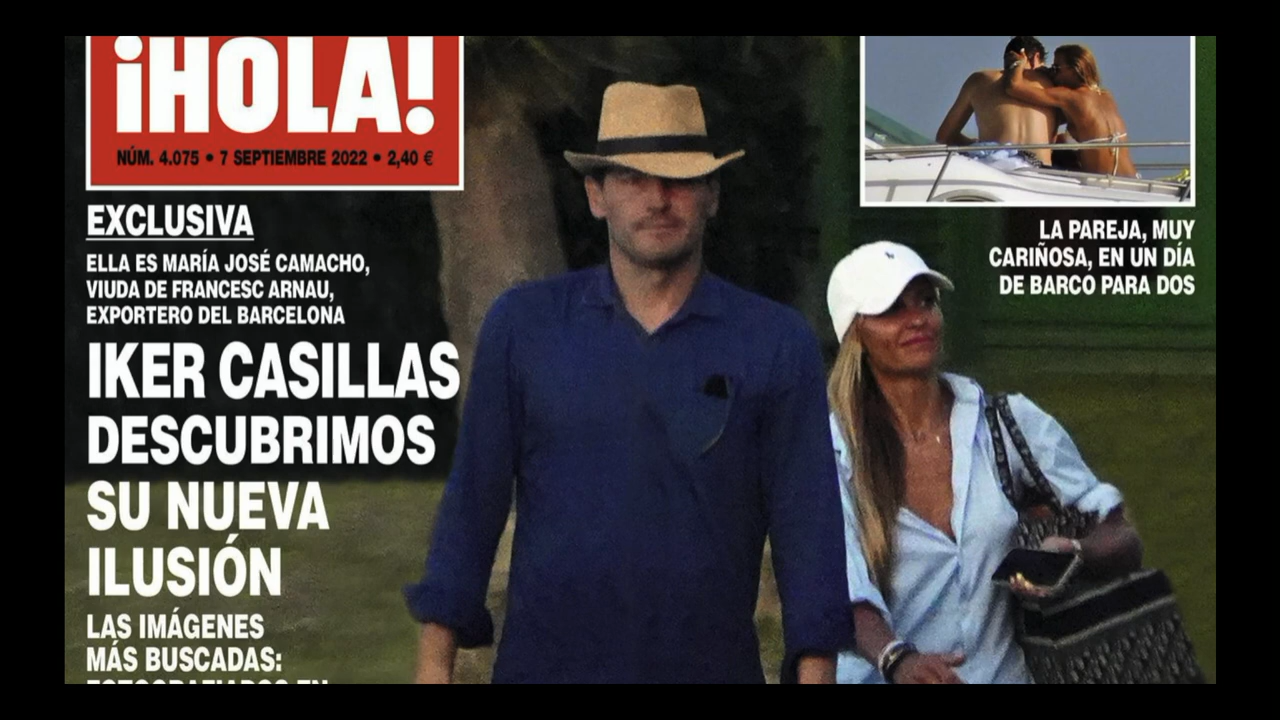 ¡HOLA!
NÚM. 4.075 • 7 SEPTIEMBRE 2022 • 2,40 €
EXCLUSIVA
ELLA ES MARÍA JOSÉ CAMACHO,
VIUDA DE FRANCESC ARNAU,
EXPORTERO DEL BARCELONA
IKER CASILLAS
DESCUBRIMOS
SU NUEVA
ILUSIÓN
LAS IMÁGENES
MÁS BUSCADAS:
LA PAREJA, MUY
CARIÑOSA, EN UN DÍA
DE BARCO PARA DOS